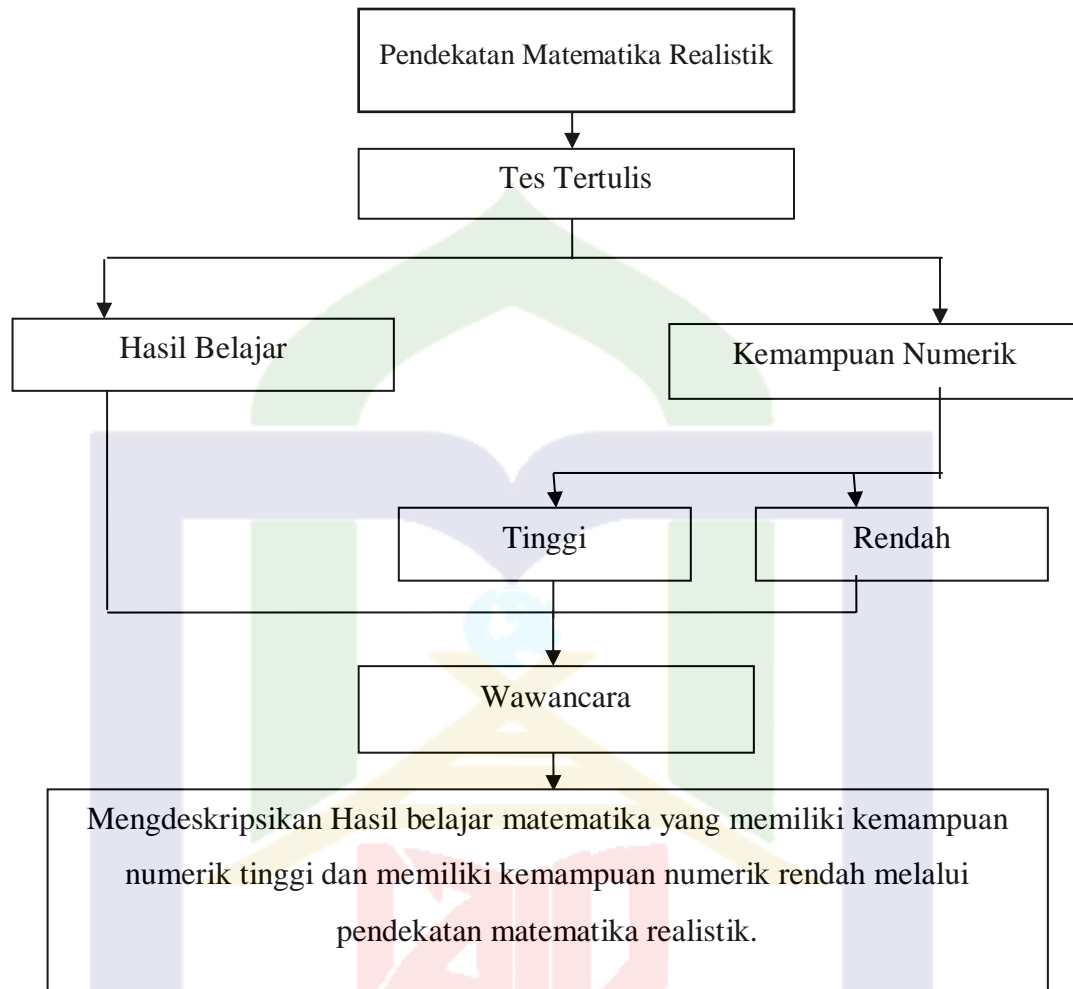 Pendekatan Matematika Realistik
Tes Tertulis
Hasil Belajar
Kemampuan Numerik
Tinggi
Rendah
Wawancara
Mengdeskripsikan Hasil belajar matematika yang memiliki kemampuan
numerik tinggi dan memiliki kemampuan numerik rendah melalui
pendekatan matematika realistik.